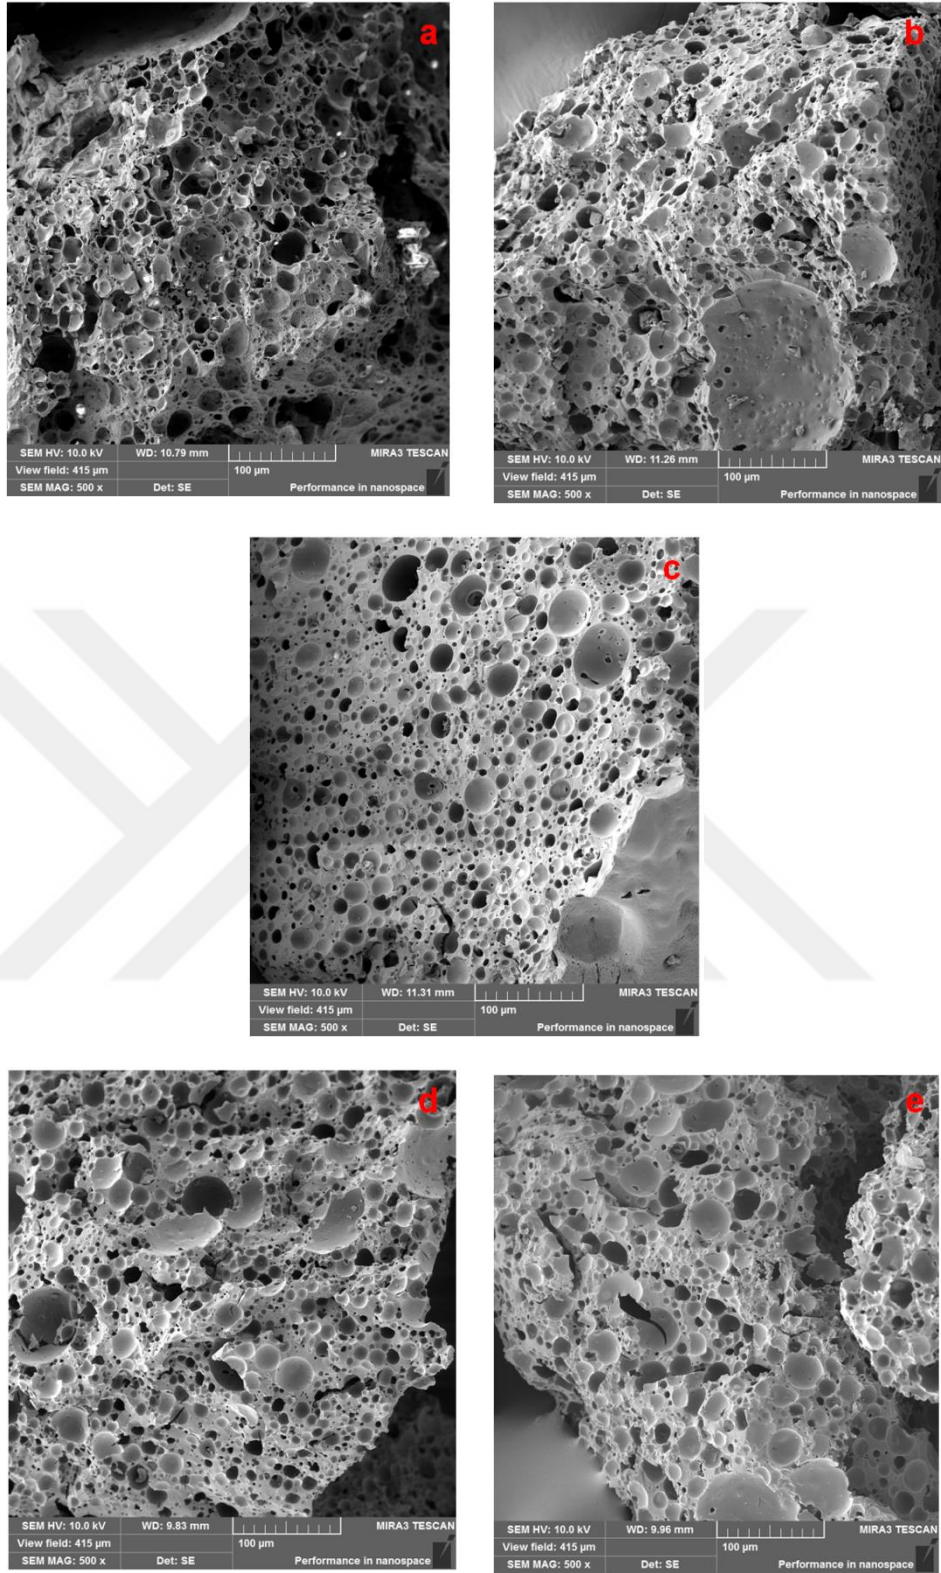 a
SEM HV: 10.0 kV WD: 10.79 mm MIRA3 TESCAN
View field: 415 µm 100 µm
SEM MAG: 500 x Det: SE Performance in nanospace
b
SEM HV: 10.0 kV WD: 11.26 mm MIRA3 TESCAN
View field: 415 µm 100 µm
SEM MAG: 500 x Det: SE Performance in nanospace
c
SEM HV: 10.0 kV WD: 11.31 mm MIRA3 TESCAN
View field: 415 µm 100 µm
SEM MAG: 500 x Det: SE Performance in nanospace
d
SEM HV: 10.0 kV WD: 9.83 mm MIRA3 TESCAN
View field: 415 µm 100 µm
SEM MAG: 500 x Det: SE Performance in nanospace
e
SEM HV: 10.0 kV WD: 9.96 mm MIRA3 TESCAN
View field: 415 µm 100 µm
SEM MAG: 500 x Det: SE Performance in nanospace